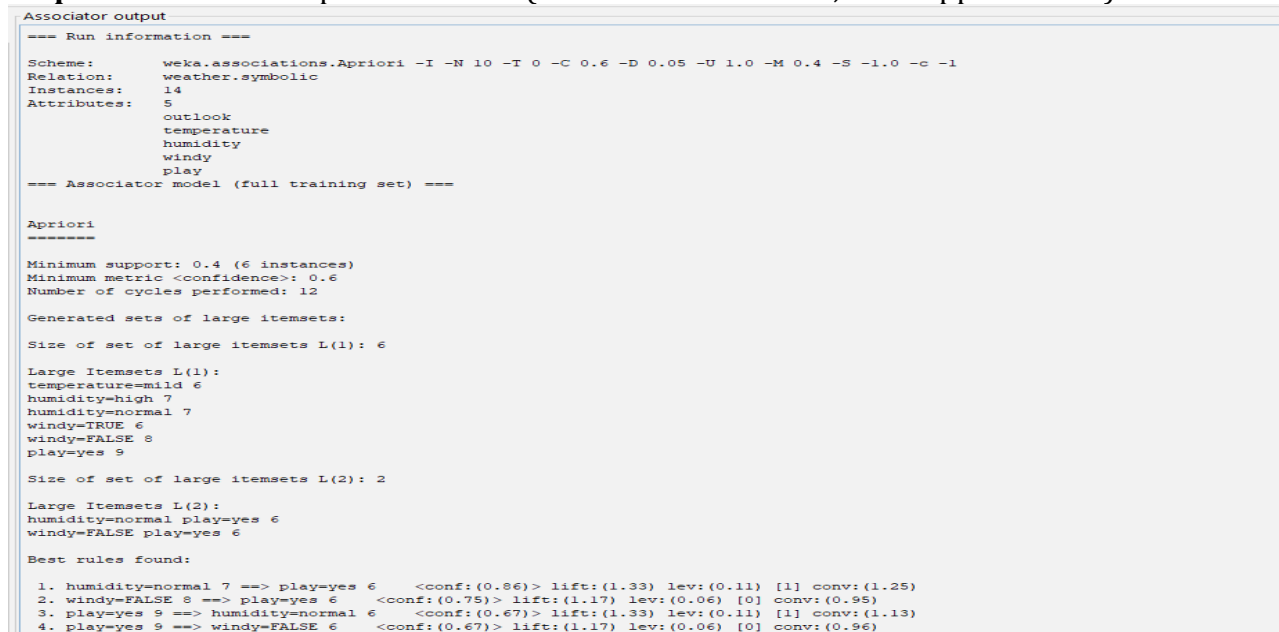 Associator output
=== Run information ===
Scheme: weka.associations.Apriori -I -N 10 -T 0 -C 0.6 -D 0.05 -U 1.0 -M 0.4 -S -1.0 -c -1
Relation: weather.symbolic
Instances: 14
Attributes: 5
outlook
temperature
humidity
windy
play
=== Associator model (full training set) ===
Apriori
=======
Minimum support: 0.4 (6 instances)
Minimum metric <confidence>: 0.6
Number of cycles performed: 12
Generated sets of large itemsets:
Size of set of large itemsets L(1): 6
Large Itemsets L(1):
temperature=mild 6
humidity=high 7
humidity=normal 7
windy=TRUE 6
windy=FALSE 8
play=yes 9
Size of set of large itemsets L(2): 2
Large Itemsets L(2):
humidity=normal play=yes 6
windy=FALSE play=yes 6
Best rules found:
1. humidity=normal 7 ==> play=yes 6 <conf:(0.86)> lift:(1.33) lev:(0.11) [1] conv:(1.25)
2. windy=FALSE 8 ==> play=yes 6 <conf:(0.75)> lift:(1.17) lev:(0.06) [0] conv:(0.95)
3. play=yes 9 ==> humidity=normal 6 <conf:(0.67)> lift:(1.33) lev:(0.11) [1] conv:(1.13)
4. play=yes 9 ==> windy=FALSE 6 <conf:(0.67)> lift:(1.17) lev:(0.06) [0] conv:(0.96)